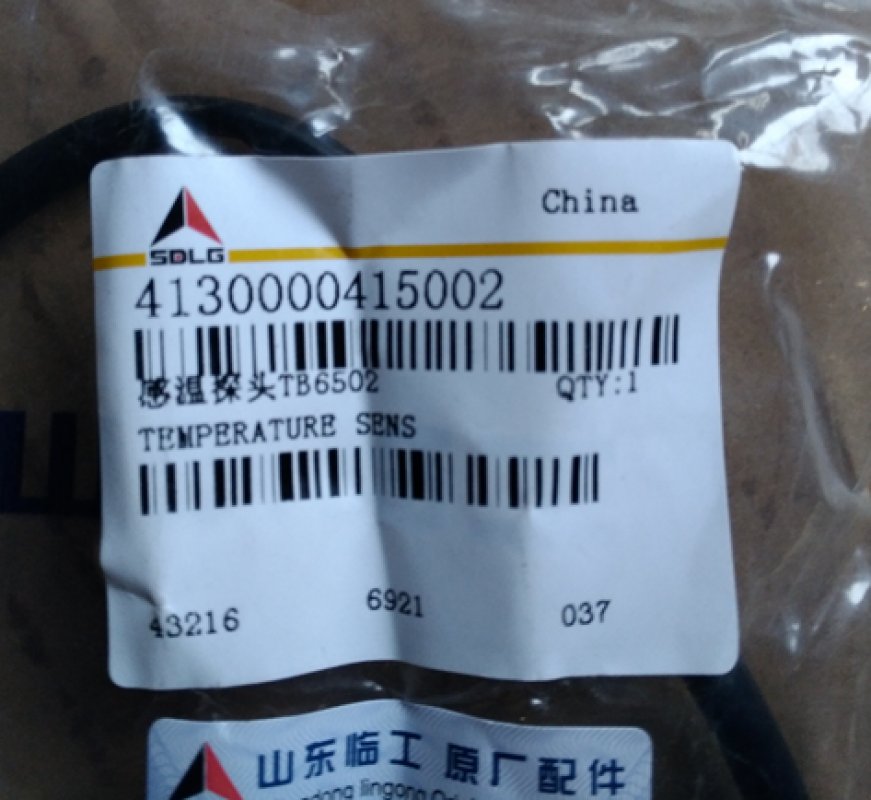 China
SDLG
4130000415002
感温探头TB6502 QTY:1
TEMPERATURE SENS
43216 6921 037
山东临工 原厂配件